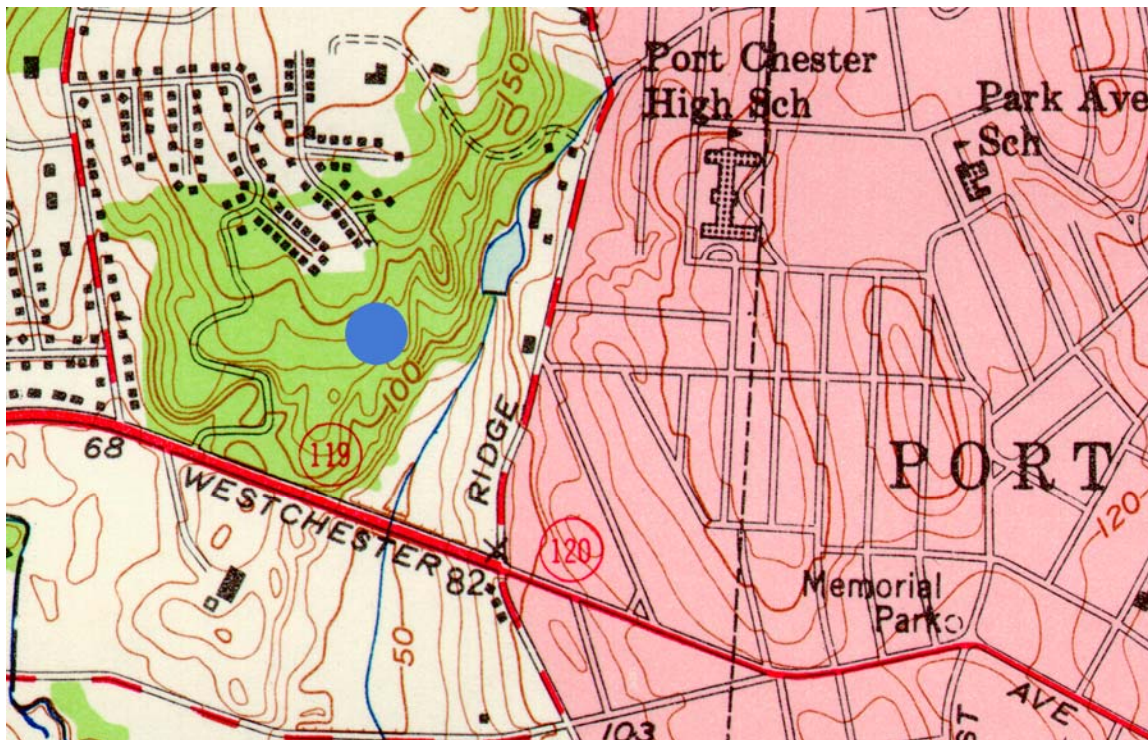 150
Port Chester
High Sch
Park Ave
Sch
100
68
119
RIDGE
PORT
WESTCHESTER
82
120
120
Memorial
Park
50
AVE
ST
103